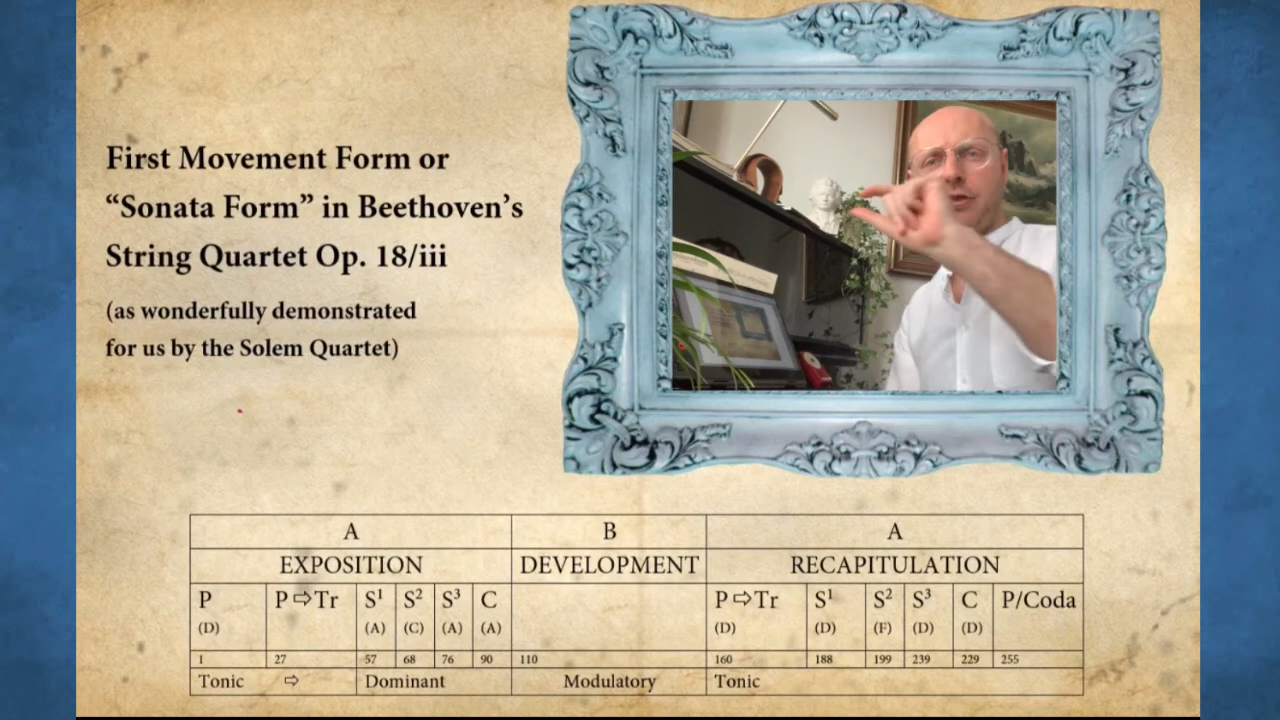 First Movement Form or
“Sonata Form” in Beethoven’s
String Quartet Op. 18/iii
(as wonderfully demonstrated
for us by the Solem Quartet)
A B A
EXPOSITION DEVELOPMENT RECAPITULATION
P P⇨Tr S¹ S² S³ C P⇨Tr S¹ S² S³ C P/Coda
(D) (A) (C) (A) (A) (D) (D) (F) (D) (D)
1 27 57 68 76 90 110 160 188 199 239 229 255
Tonic ⇨ Dominant Modulatory Tonic